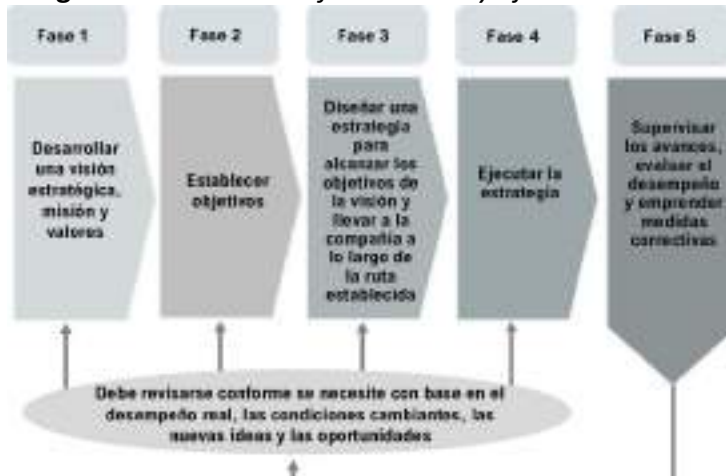 Fase 1
Fase 2
Fase 3
Fase 4
Fase 5
Desarrollar
una visión
estratégica,
misión y
valores
Establecer
objetivos
Diseñar una
estrategia
para
alcanzar los
objetivos de
la visión y
llevar a la
compañía a
lo largo de
la ruta
establecida
Ejecutar la
estrategia
Supervisar
los avances,
evaluar el
desempeño
y emprender
medidas
correctivas
Debe revisarse conforme se necesite con base en el
desempeño real, las condiciones cambiantes, las
nuevas ideas y las oportunidades